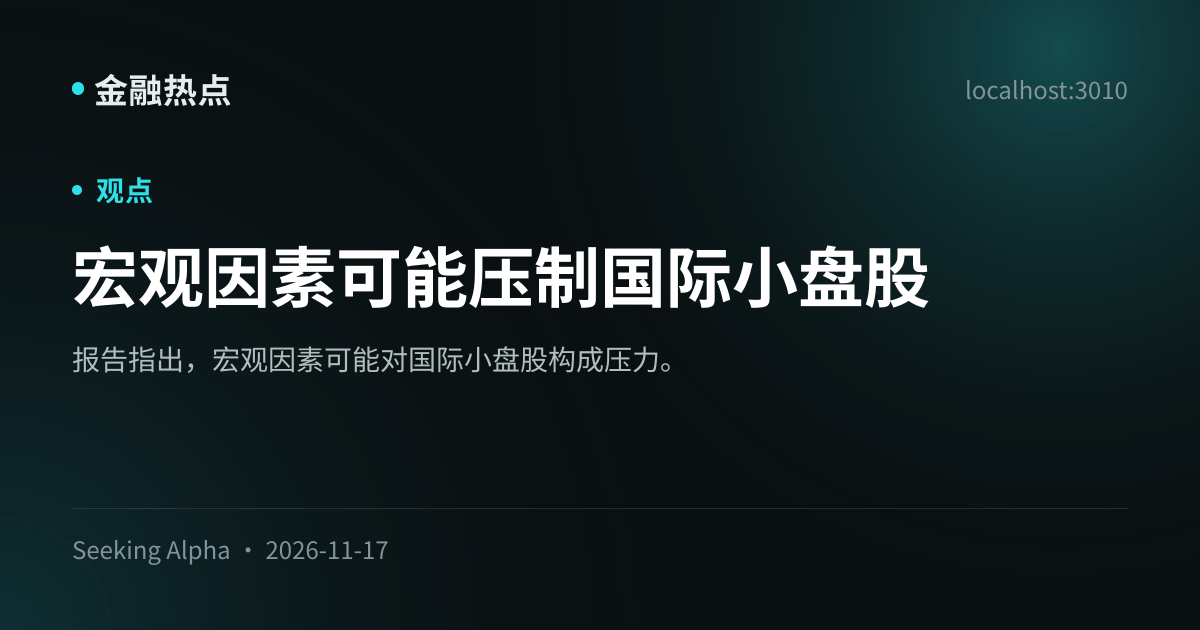 金融热点
localhost:3010
观点
宏观因素可能压制国际小盘股
报告指出，宏观因素可能对国际小盘股构成压力。
Seeking Alpha · 2026-11-17